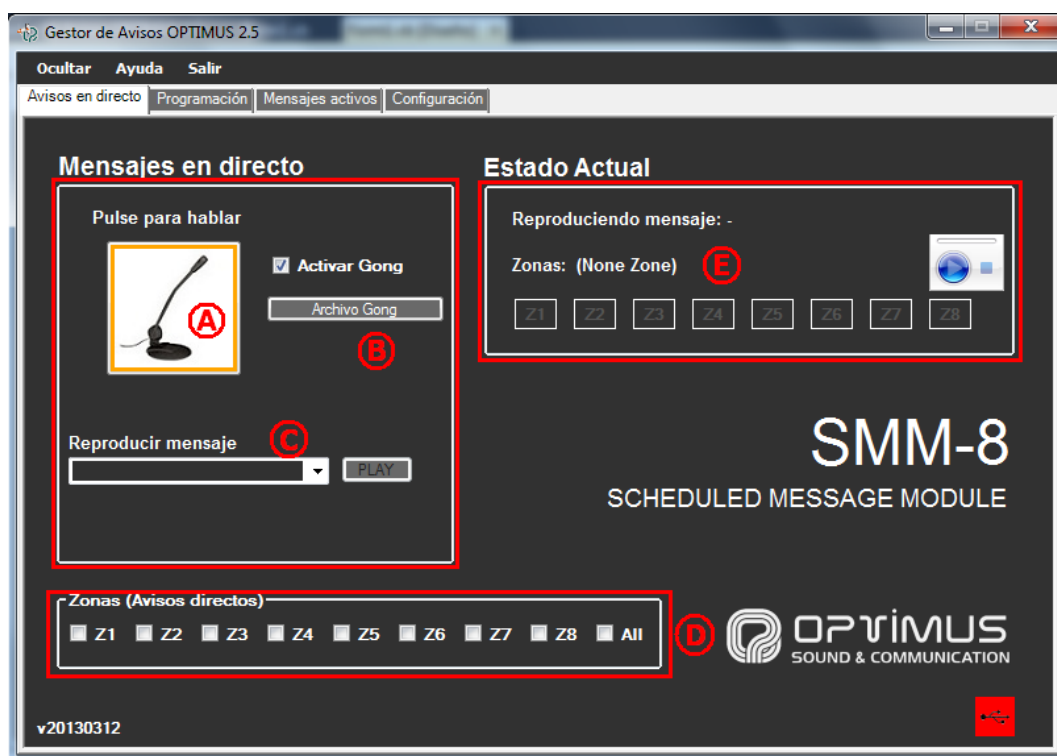 Gestor de Avisos OPTIMUS 2.5
Ocultar Ayuda Salir
Avisos en directo Programación Mensajes activos Configuración
Mensajes en directo
Pulse para hablar
A
Activar Gong
Archivo Gong
B
Reproducir mensaje
C
PLAY
Estado Actual
Reproduciendo mensaje: -
Zonas: (None Zone)
E
Z1 Z2 Z3 Z4 Z5 Z6 Z7 Z8
SMM-8
SCHEDULED MESSAGE MODULE
Zonas (Avisos directos)
Z1 Z2 Z3 Z4 Z5 Z6 Z7 Z8 All
D
OPTIMUS
SOUND & COMMUNICATION
v20130312